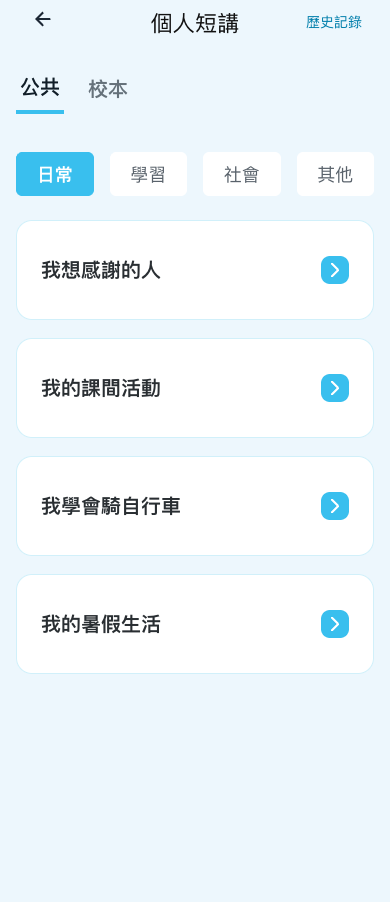 個人短講
歷史記錄
公共
校本
日常
學習
社會
其他
我想感謝的人
我的課間活動
我學會騎自行車
我的暑假生活